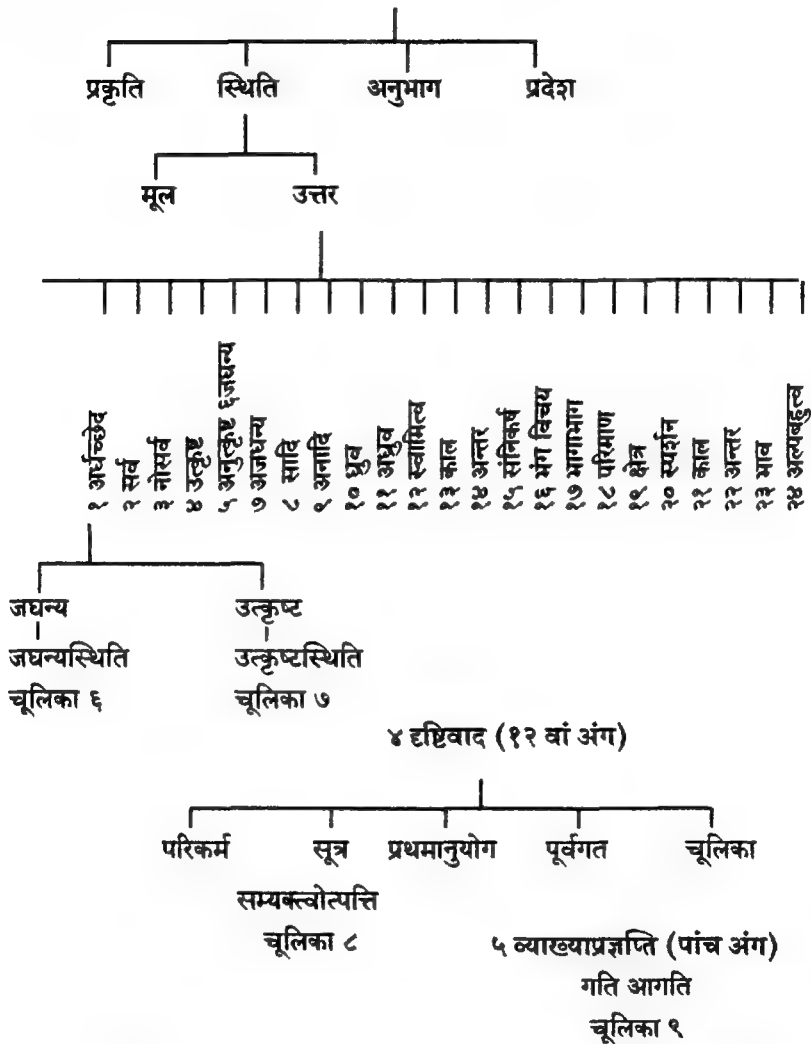 प्रकृति स्थिति अनुभाग प्रदेश
मूल उत्तर
१ अर्धच्छेद
२ सर्व
३ नोसर्व
४ उत्कृष्ट
५ अनुत्कृष्ट ६जघन्य
७ अजघन्य
८ सादि
९ अनादि
१० ध्रुव
११ अध्रुव
१२ स्वामित्व
१३ काल
१४ अन्तर
१५ संनिकर्ष
१६ भंग विचय
१७ भागाभाग
१८ परिमाण
१९ क्षेत्र
२० स्पर्शन
२१ काल
२२ अन्तर
२३ भाव
२४ अल्पबहुत्व
जघन्य उत्कृष्ट
जघन्यस्थिति उत्कृष्टस्थिति
चूलिका ६ चूलिका ७
४ दृष्टिवाद (१२ वां अंग)
परिकर्म सूत्र प्रथमानुयोग पूर्वगत चूलिका
सम्यक्त्वोत्पत्ति
चूलिका ८
५ व्याख्याप्रज्ञप्ति (पांच अंग)
गति आगति
चूलिका ९